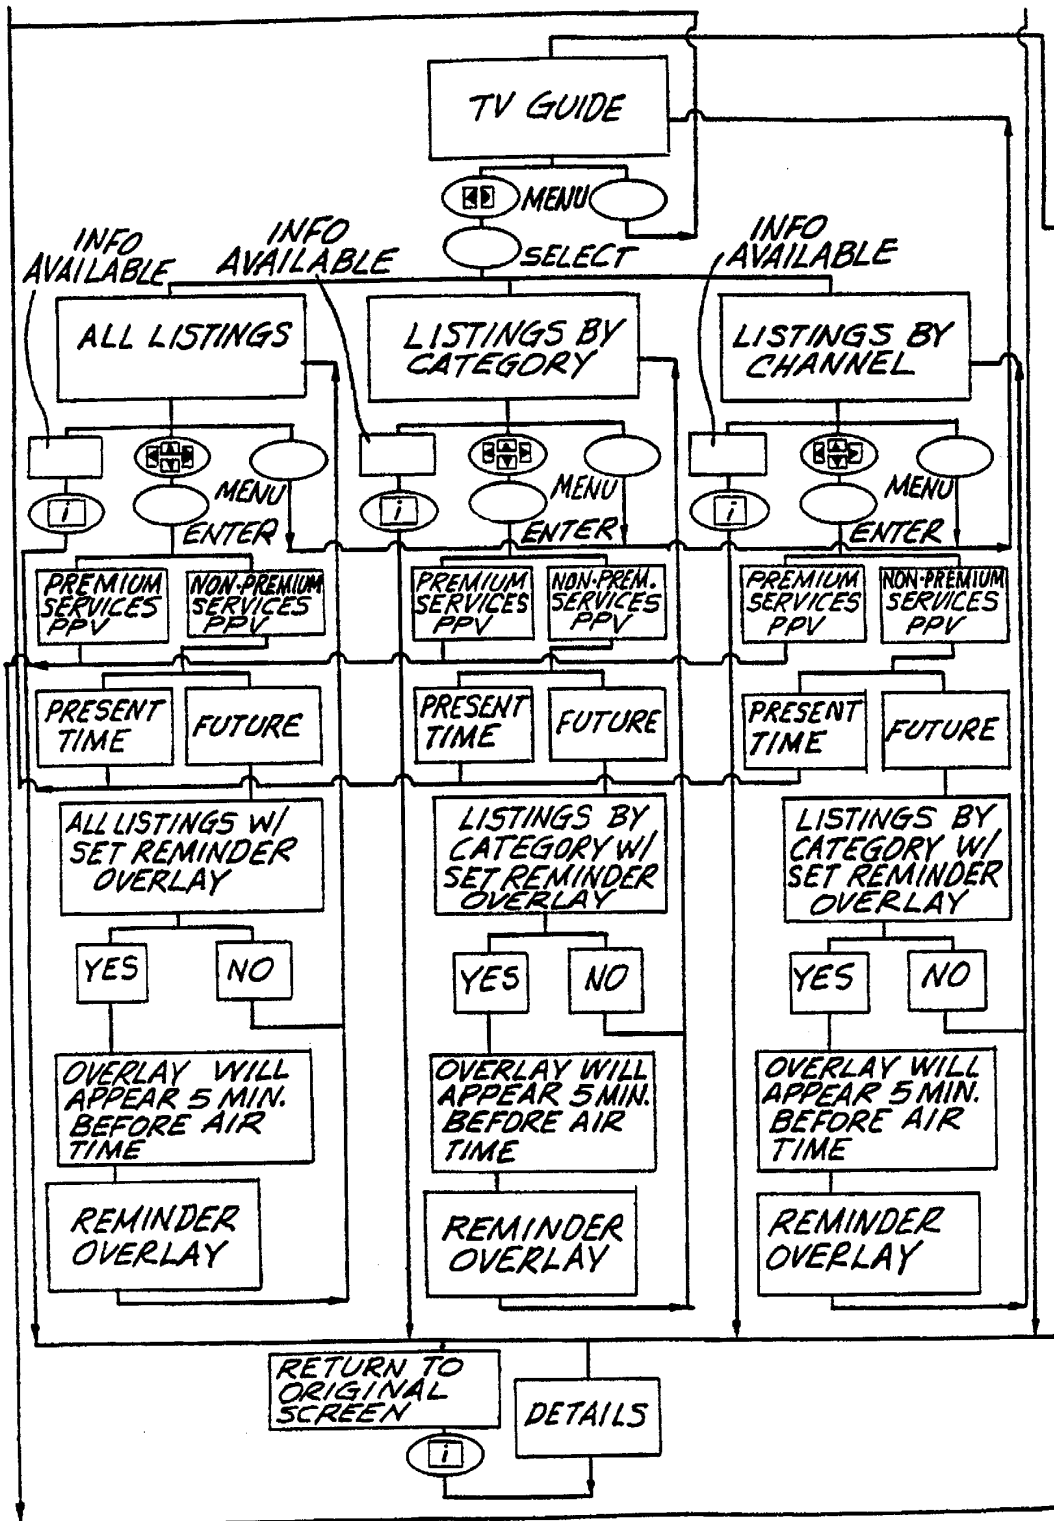 TV GUIDE
MENU
SELECT
INFO
AVAILABLE
INFO
AVAILABLE
INFO
AVAILABLE
ALL LISTINGS
LISTINGS BY
CATEGORY
LISTINGS BY
CHANNEL
i
MENU
ENTER
i
MENU
ENTER
i
MENU
ENTER
PREMIUM
SERVICES
PPV
NON-PREMIUM
SERVICES
PPV
PREMIUM
SERVICES
PPV
NON-PREM.
SERVICES
PPV
PREMIUM
SERVICES
PPV
NON-PREMIUM
SERVICES
PPV
PRESENT
TIME
FUTURE
PRESENT
TIME
FUTURE
PRESENT
TIME
FUTURE
ALL LISTINGS W/
SET REMINDER
OVERLAY
LISTINGS BY
CATEGORY W/
SET REMINDER
OVERLAY
LISTINGS BY
CATEGORY W/
SET REMINDER
OVERLAY
YES
NO
YES
NO
YES
NO
OVERLAY WILL
APPEAR 5 MIN.
BEFORE AIR
TIME
OVERLAY WILL
APPEAR 5 MIN.
BEFORE AIR
TIME
OVERLAY WILL
APPEAR 5 MIN.
BEFORE AIR
TIME
REMINDER
OVERLAY
REMINDER
OVERLAY
REMINDER
OVERLAY
RETURN TO
ORIGINAL
SCREEN
i
DETAILS